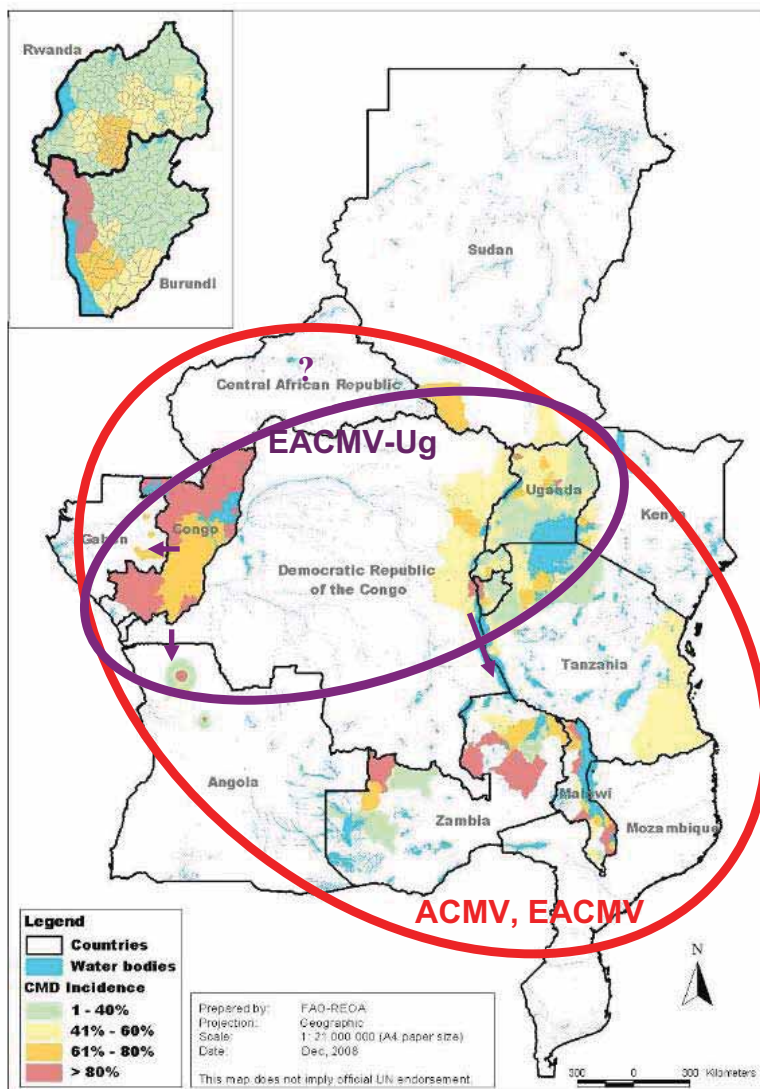 Rwanda
Burundi
Sudan
?
Central African Republic
EACMV-Ug
Uganda
Kenya
Gabon
Congo
Democratic Republic
of the Congo
Tanzania
Angola
Malawi
Zambia
Mozambique
ACMV, EACMV
Legend
Countries
Water bodies
CMD Incidence
1 - 40%
41% - 60%
61% - 80%
> 80%
Prepared by: FAO-REOA
Projection: Geographic
Scale: 1: 21 000 000 (A4 paper size)
Date: Dec, 2008
This map does not imply official UN endorsement.
N
300 0 300 Kilometers